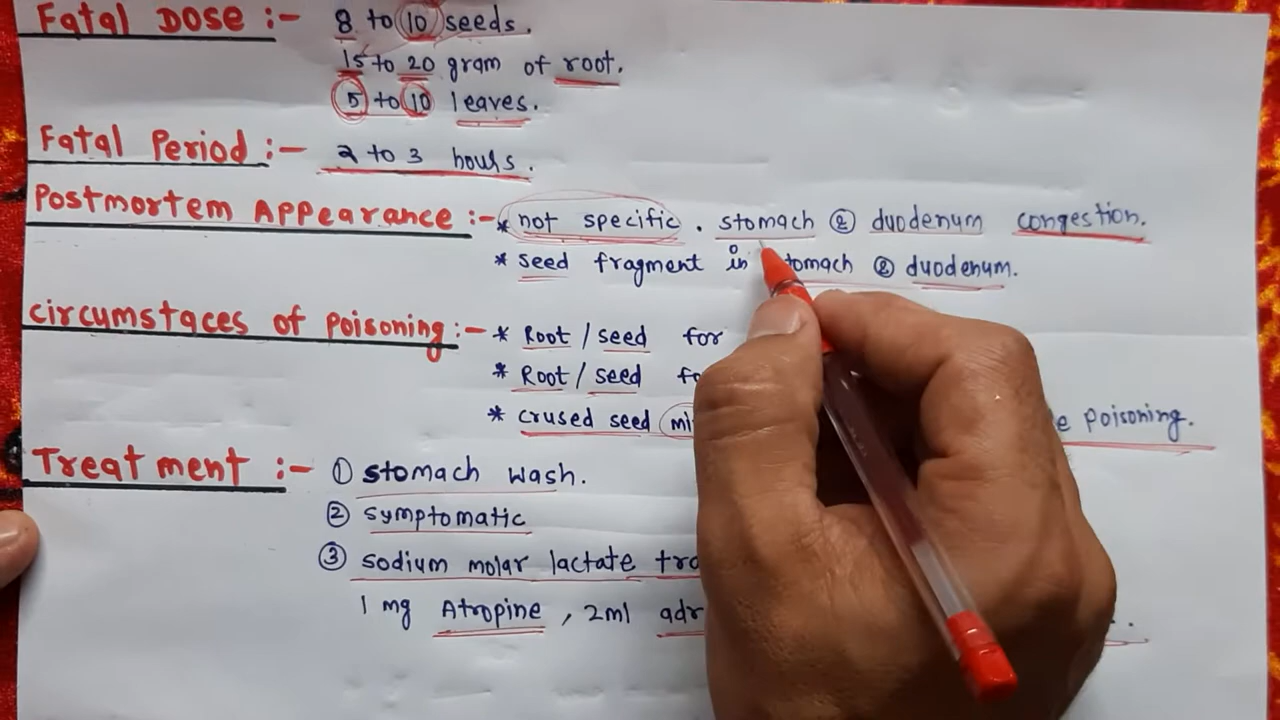 Fatal Dose :- 8 to 10 seeds.
15 to 20 gram of root.
5 to 10 leaves.
Fatal Period :- 2 to 3 hours.
Postmortem Appearance :- * not specific . stomach & duodenum congestion.
* seed fragment in stomach & duodenum.
circumstaces of poisoning :- * Root / seed for
* Root / seed
* crused seed poisoning.
Treatment :- ① stomach wash.
② symptomatic
③ sodium molar lactate
1 mg Atropine , 2ml